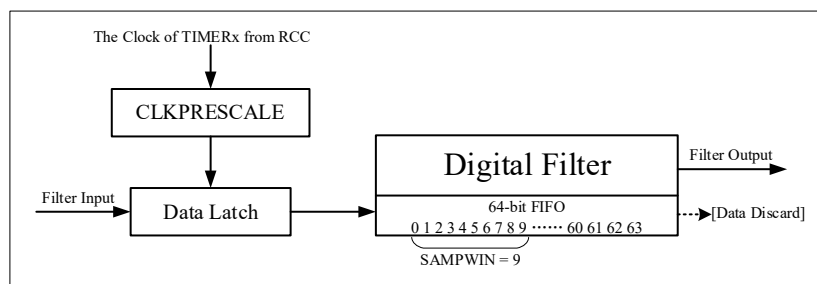 The Clock of TIMERx from RCC
CLKPRESCALE
Digital Filter
Filter Output
Filter Input
Data Latch
64-bit FIFO
[Data Discard]
0 1 2 3 4 5 6 7 8 9 ······ 60 61 62 63
SAMPWIN = 9